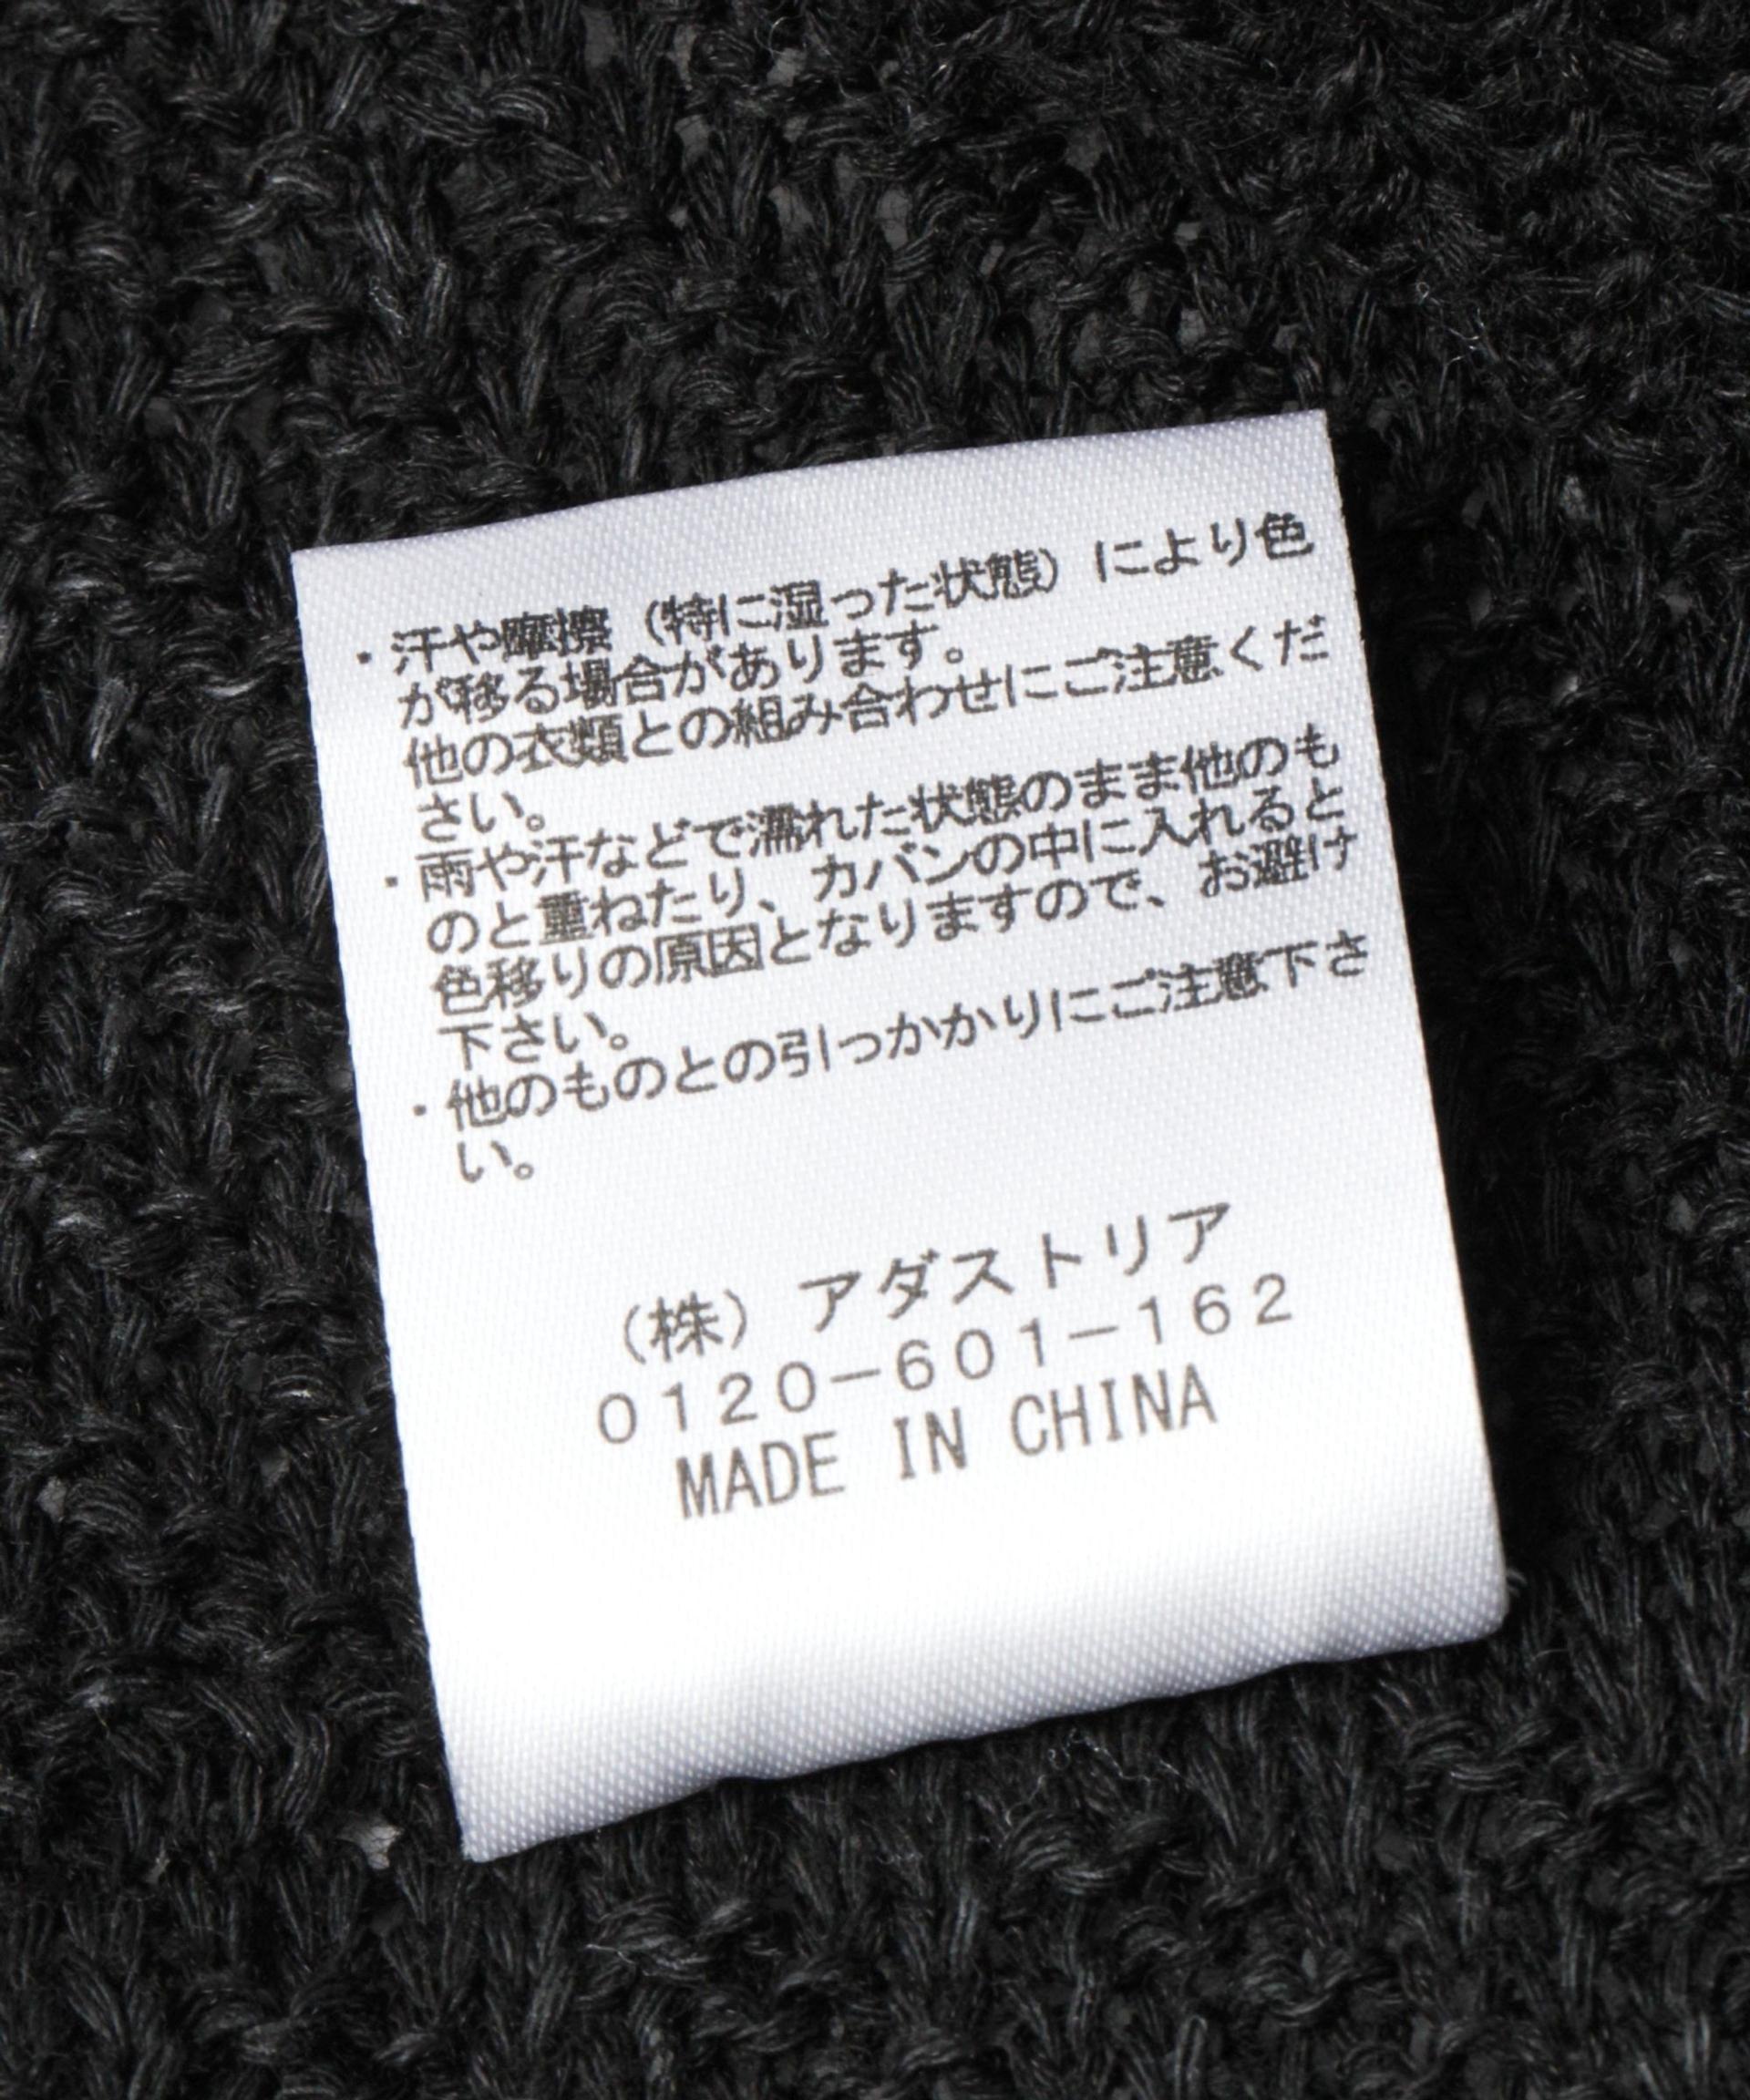 ・汗や摩擦（特に湿った状態）により色
が移る場合があります。
他の衣類との組み合わせにご注意くだ
さい。
・雨や汗などで濡れた状態のまま他のも
のと重ねたり、カバンの中に入れると
色移りの原因となりますので、お避け
下さい。
・他のものとの引っかかりにご注意下さ
い。
（株）アダストリア
0120-601-162
MADE IN CHINA